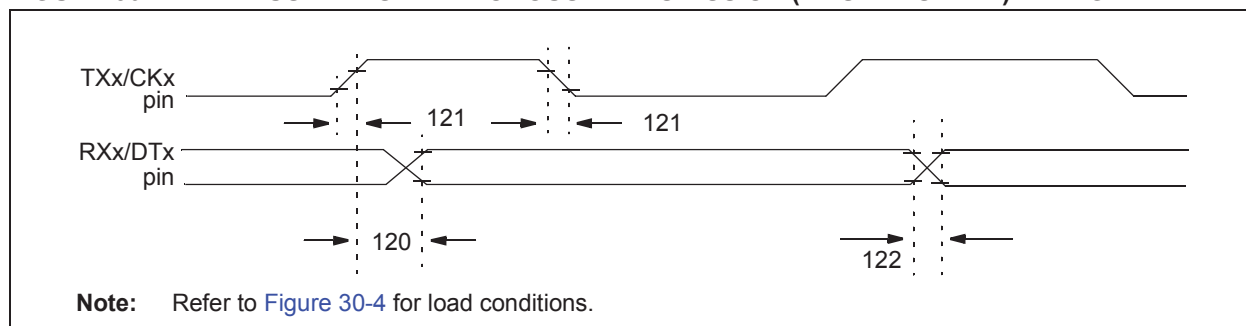 TXx/CKx
pin
121
121
RXx/DTx
pin
120
122
Note: Refer to Figure 30-4 for load conditions.